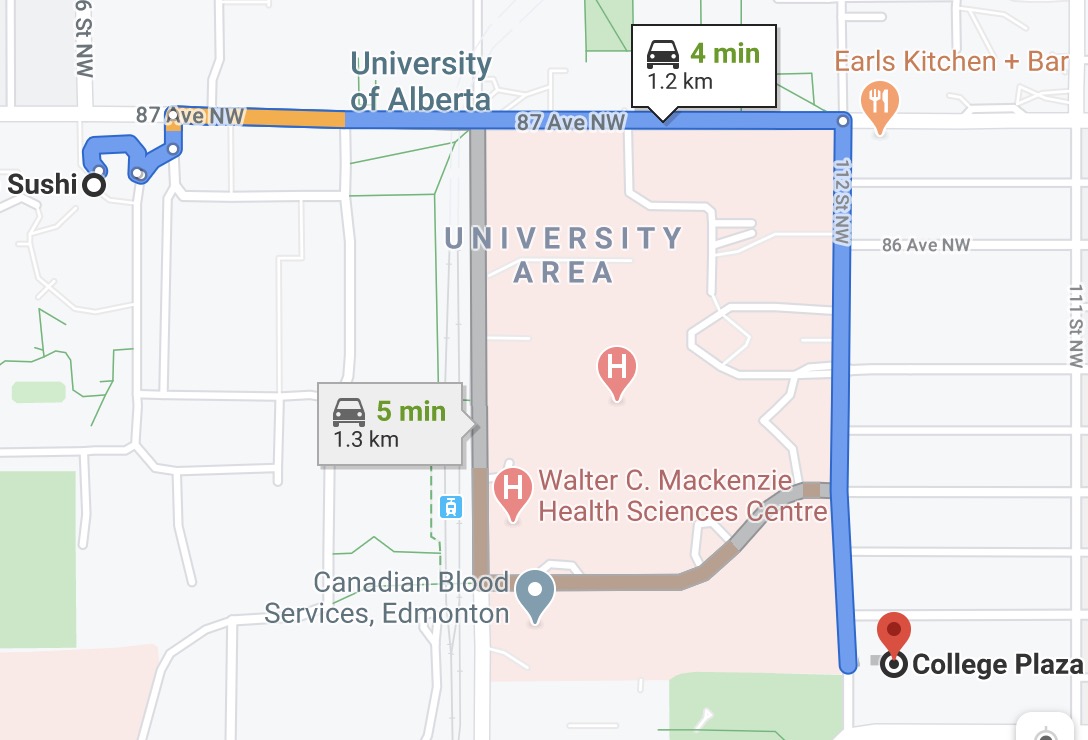 6 St NW
University
of Alberta
4 min
1.2 km
Earls Kitchen + Bar
87 Ave NW
87 Ave NW
112 St NW
Sushi
UNIVERSITY
AREA
86 Ave NW
111 St NW
H
5 min
1.3 km
H
Walter C. Mackenzie
Health Sciences Centre
Canadian Blood
Services, Edmonton
College Plaza